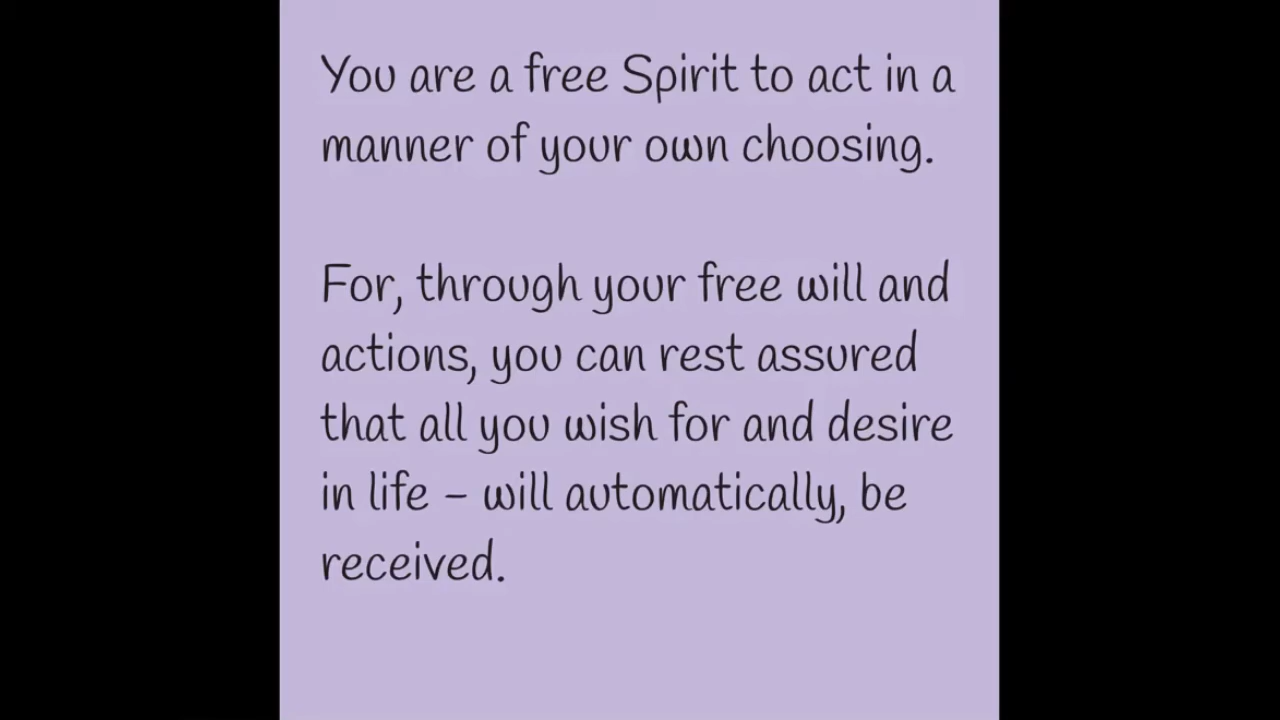 You are a free Spirit to act in a
manner of your own choosing.
For, through your free will and
actions, you can rest assured
that all you wish for and desire
in life – will automatically, be
received.